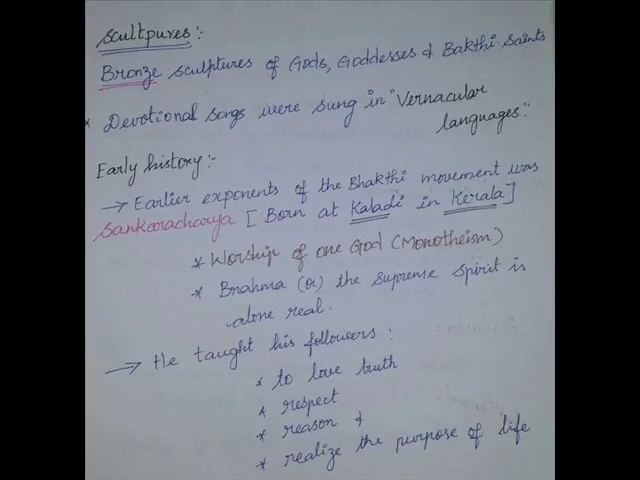 scultpures:-
Bronze sculptures of Gods, Goddesses & Bakthi saints
* Devotional songs were sung in "Vernacular
languages".
Early history:-
→ Earlier exponents of the Bhakthi movement was
Sankaracharya [ Born at Kaladi in Kerala]
* Worship of one God (Monotheism)
* Brahma (or) the supreme spirit is
alone real.
→ He taught his followers:
* to love truth
* respect
* reason &
* realize the purpose of life